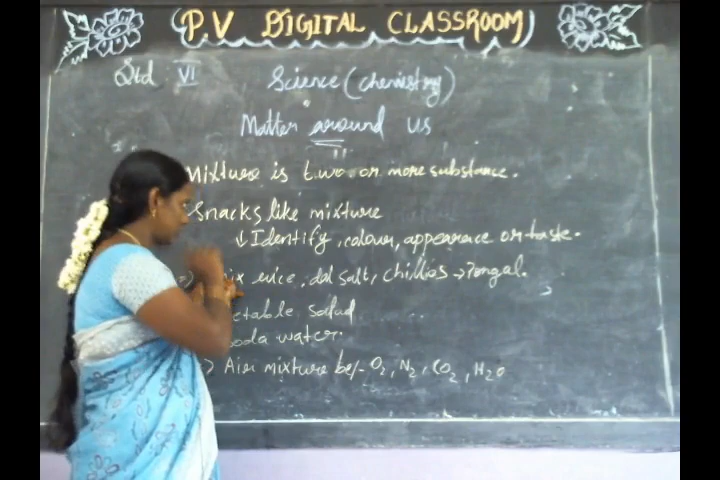 P.V DIGITAL CLASSROOM
Std VI Science (Chemistry)
Matter around us
Mixture is two or more substance.
Snacks like mixture
↓ Identify, colour, appearance or taste.
rice, dal salt, chillies → Pongal.
etable salad
oda water.
Air mixture be/- O₂, N₂, CO₂, H₂O